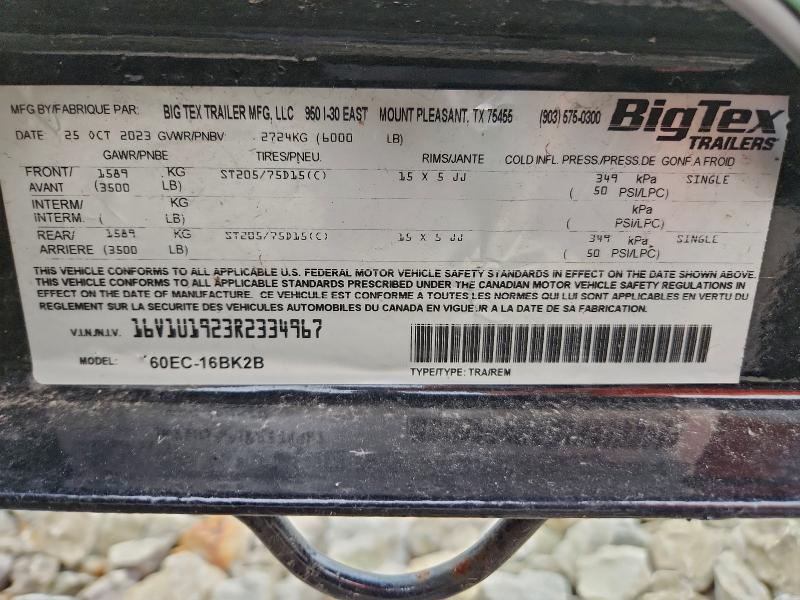 MFG BY/FABRIQUE PAR: BIG TEX TRAILER MFG, LLC 950 I-30 EAST MOUNT PLEASANT, TX 75455 (903) 575-0300 BigTex TRAILERS
DATE: 25 OCT 2023 GVWR/PNBV 2724KG (6000 LB)
GAWR/PNBE TIRES/PNEU. RIMS/JANTE COLD INFL. PRESS/PRESS.DE GONF.A FROID
FRONT/ 1589 KG ST205/75D15(C) 15 X 5 JJ 349 kPa SINGLE
AVANT (3500 LB) ( 50 PSI/LPC)
INTERM/ KG kPa
INTERM. ( LB) ( PSI/LPC)
REAR/ 1589 KG ST205/75D15(C) 15 X 5 JJ 349 kPa SINGLE
ARRIERE (3500 LB) ( 50 PSI/LPC)
THIS VEHICLE CONFORMS TO ALL APPLICABLE U.S. FEDERAL MOTOR VEHICLE SAFETY STANDARDS IN EFFECT ON THE DATE SHOWN ABOVE.
THIS VEHICLE CONFORMS TO ALL APPLICABLE STANDARDS PRESCRIBED UNDER THE CANADIAN MOTOR VEHICLE SAFETY REGULATIONS IN
EFFECT ON THE DATE OF MANUFACTURE. CE VEHICULE EST CONFORME A TOUTES LES NORMES QUI LUI SONT APPLICABLES EN VERTU DU
REGLEMENT SUR LA SECURITE DES VEHICULES AUTOMOBILES DU CANADA EN VIGUEUR A LA DATE DE SA FABRICATION.
V.I.N./N.I.V. 16V1U1923R2334967
MODEL: 60EC-16BK2B
TYPE/TYPE: TRA/REM